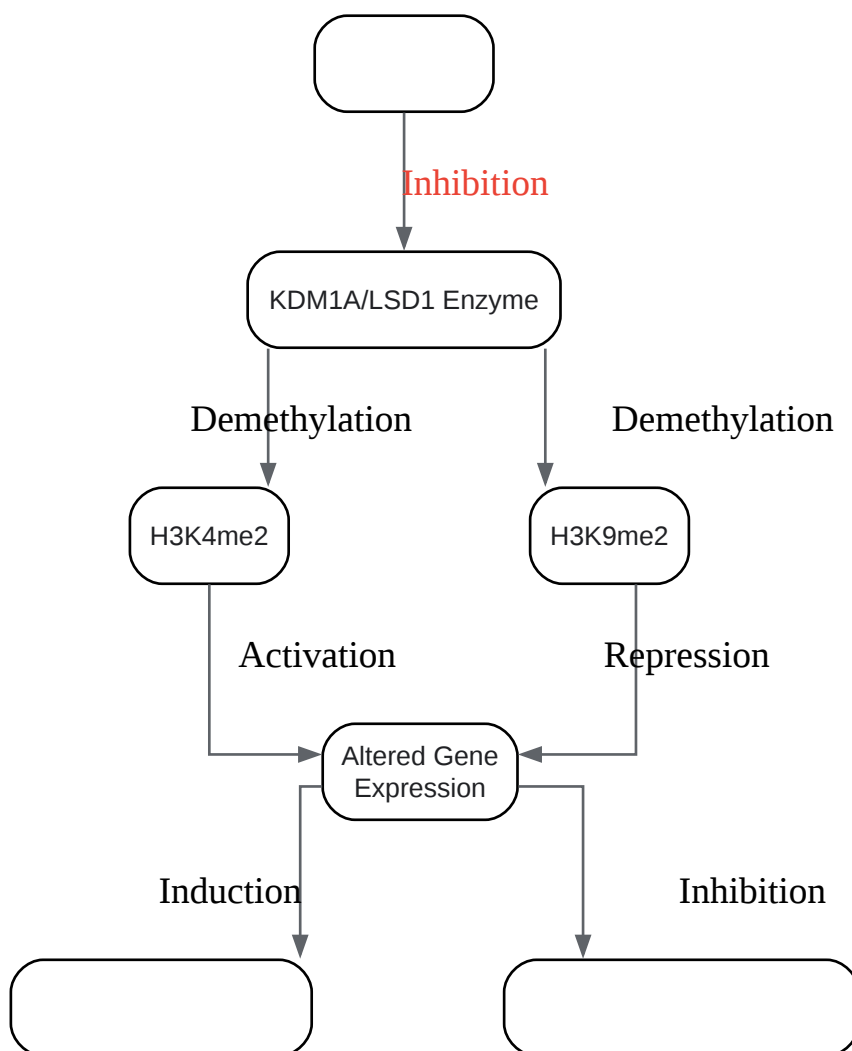 Inhibition
KDM1A/LSD1 Enzyme
Demethylation
Demethylation
H3K4me2
H3K9me2
Activation
Repression
Altered Gene
Expression
Induction
Inhibition